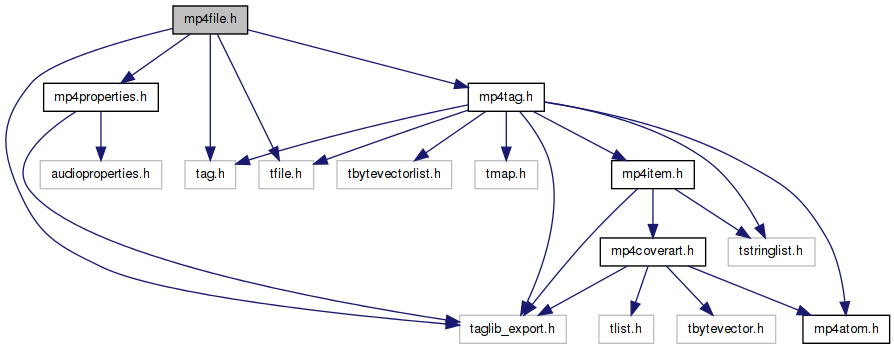 mp4file.h
mp4properties.h
mp4tag.h
audioproperties.h
tag.h
tfile.h
tbytevectorlist.h
tmap.h
mp4item.h
mp4coverart.h
tstringlist.h
taglib_export.h
tlist.h
tbytevector.h
mp4atom.h